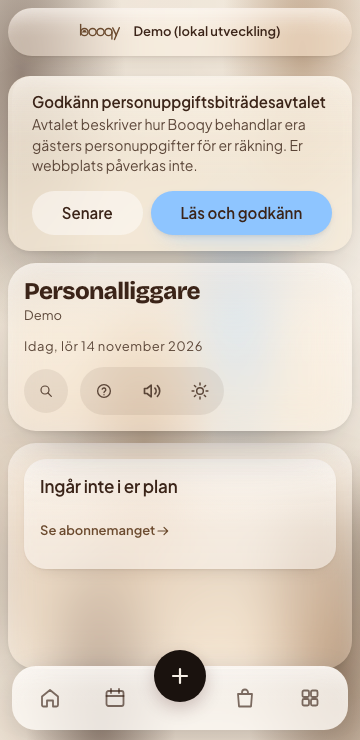 booqy Demo (lokal utveckling)
Godkänn personuppgiftsbiträdesavtalet
Avtalet beskriver hur Booqy behandlar era
gästers personuppgifter för er räkning. Er
webbplats påverkas inte.
Senare Läs och godkänn
Personalliggare
Demo
Idag, lör 14 november 2026
Ingår inte i er plan
Se abonnemanget→